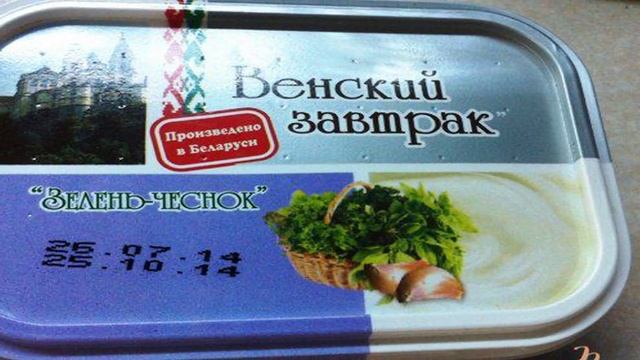 Венский
завтрак"
Произведено
в Беларуси
"Зелень-чеснок"
25.07.14
25.10.14